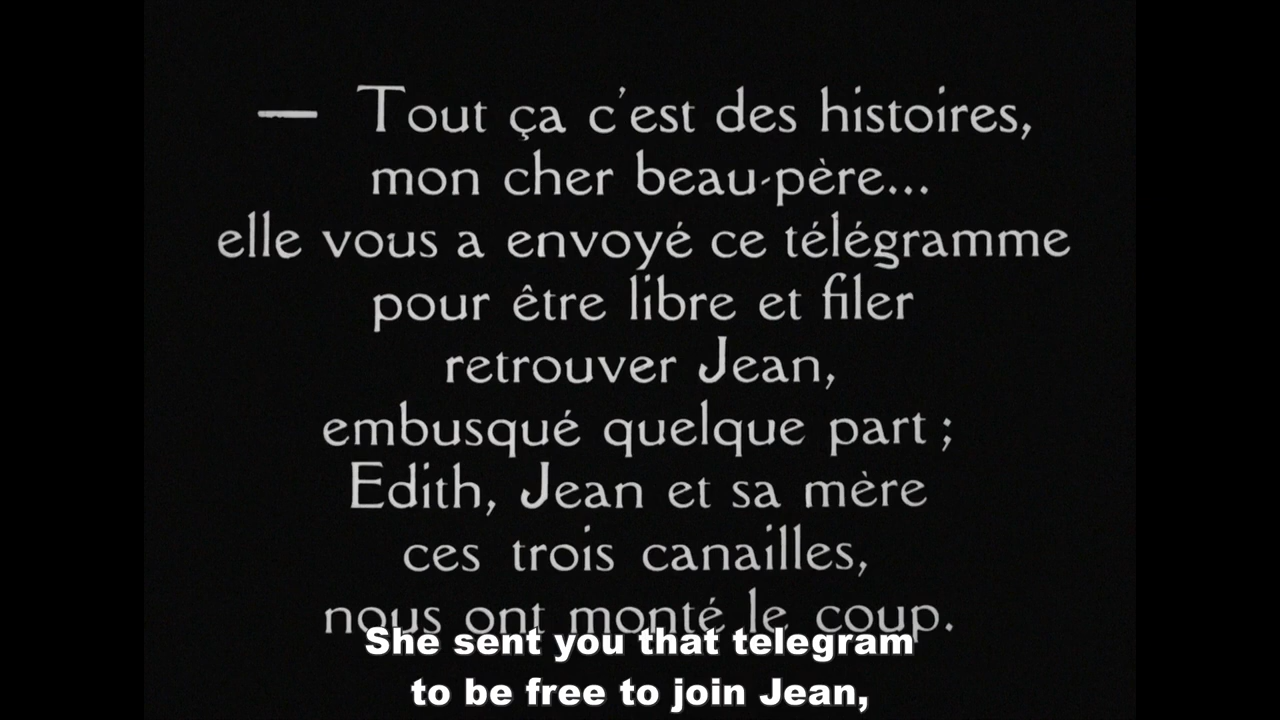 — Tout ça c'est des histoires,
mon cher beau-père...
elle vous a envoyé ce télégramme
pour être libre et filer
retrouver Jean,
embusqué quelque part ;
Edith, Jean et sa mère
ces trois canailles,
nous ont monté le coup.
She sent you that telegram
to be free to join Jean,